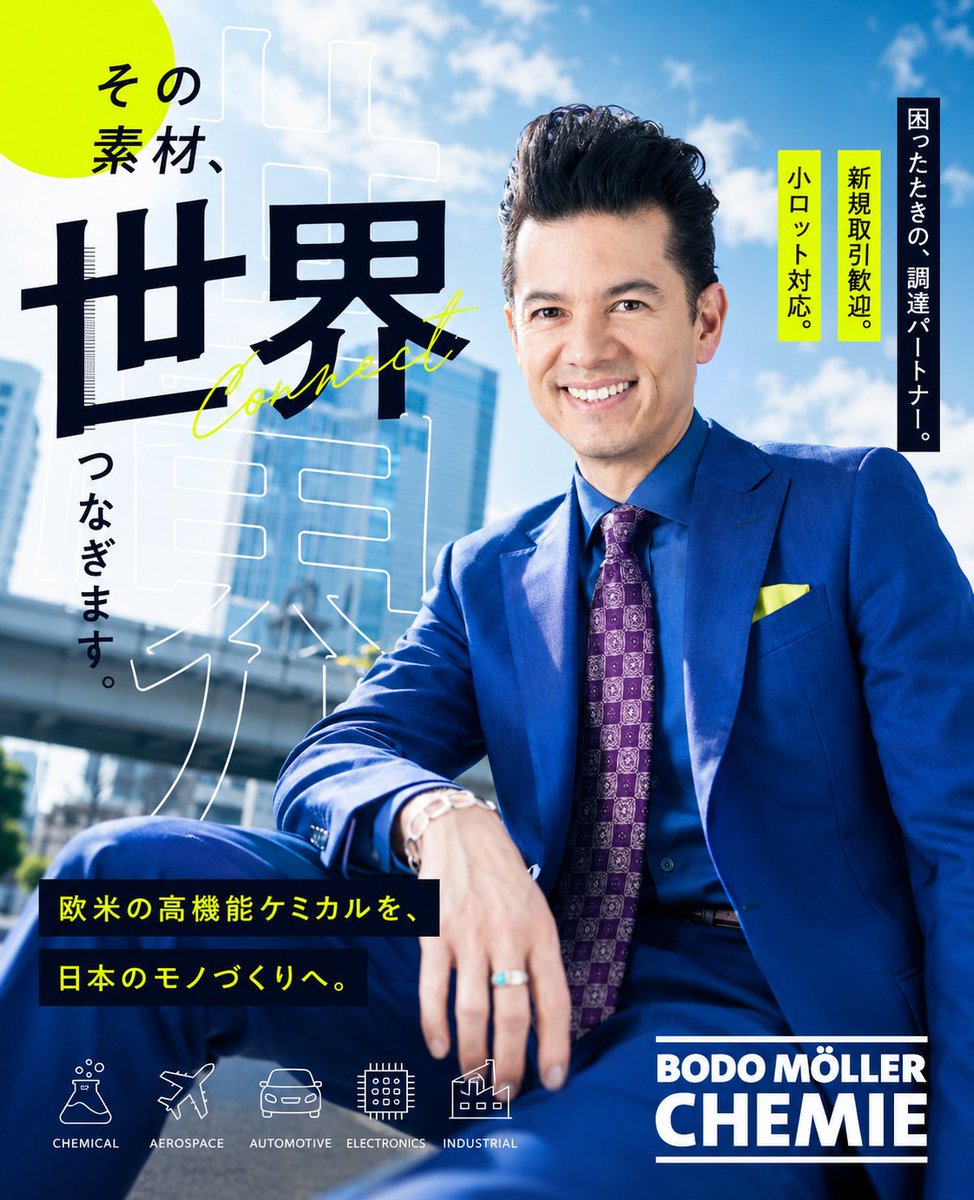 その
素材、
世界
Connect
つなぎます。
困ったたきの、調達パートナー。
新規取引歓迎。
小ロット対応。
欧米の高機能ケミカルを、
日本のモノづくりへ。
CHEMICAL
AEROSPACE
AUTOMOTIVE
ELECTRONICS
INDUSTRIAL
BODO MÖLLER
CHEMIE